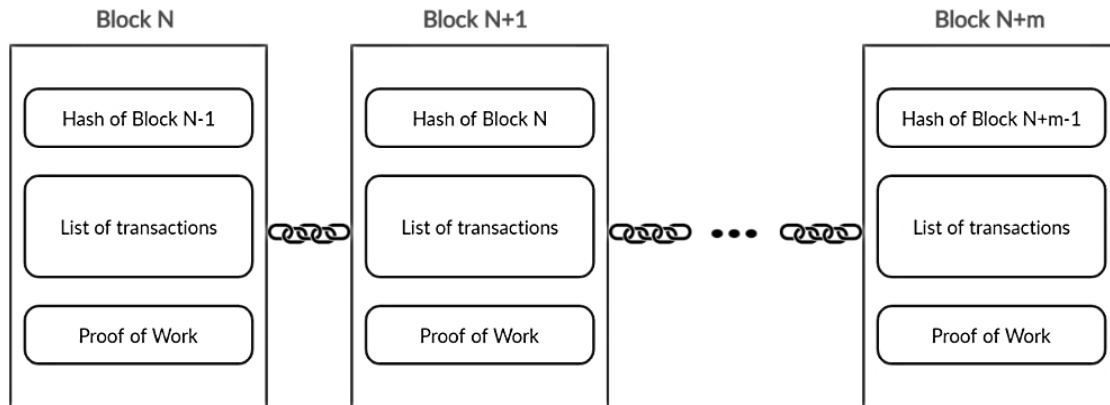 Block N
Hash of Block N-1
List of transactions
Proof of Work
Block N+1
Hash of Block N
List of transactions
Proof of Work
Block N+m
Hash of Block N+m-1
List of transactions
Proof of Work